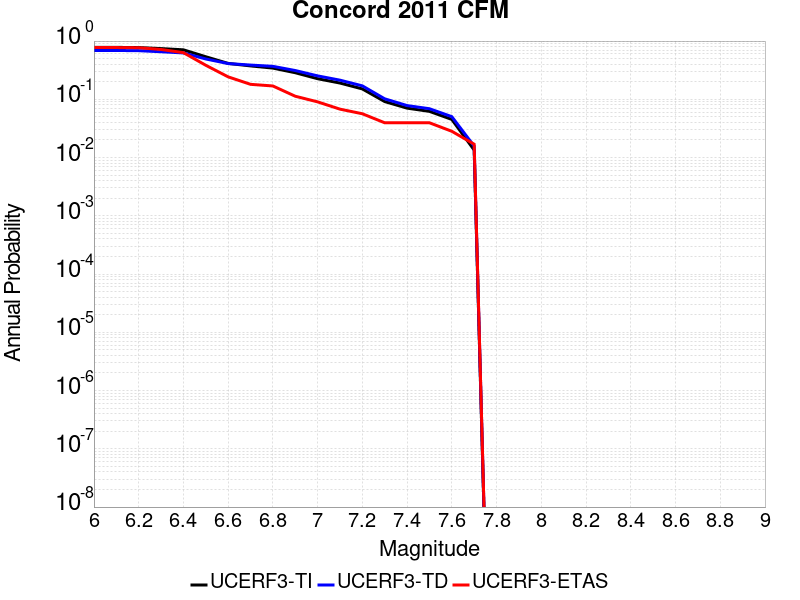 Concord 2011 CFM
Annual Probability
10^0
10^-1
10^-2
10^-3
10^-4
10^-5
10^-6
10^-7
10^-8
6 6.2 6.4 6.6 6.8 7 7.2 7.4 7.6 7.8 8 8.2 8.4 8.6 8.8 9
Magnitude
UCERF3-TI UCERF3-TD UCERF3-ETAS